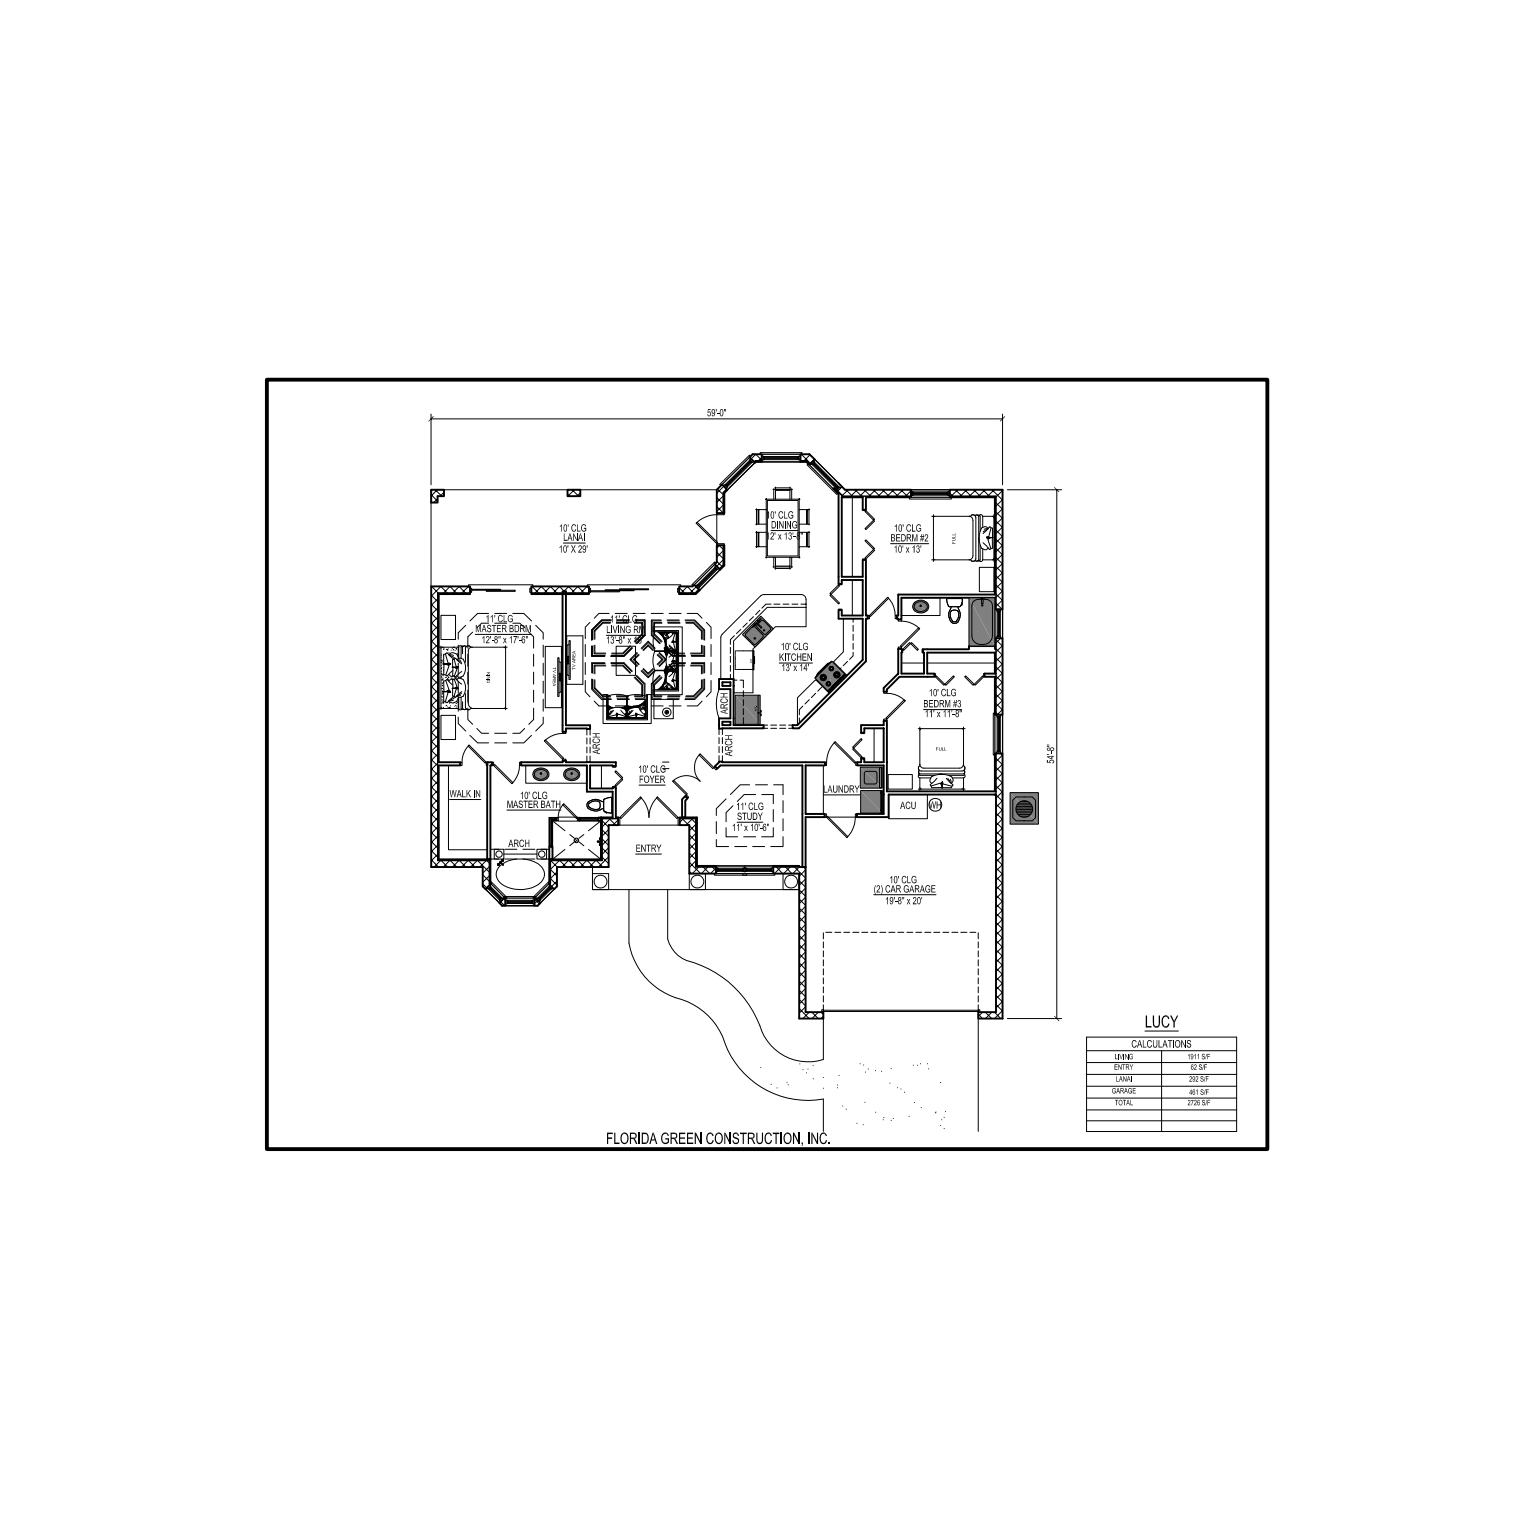 59'-0"
10' CLG
LANAI
10' X 29'
10' CLG
DINING
12' x 13'-8"
10' CLG
BEDRM #2
10' x 13'
FULL
11' CLG
MASTER BDRM
12'-8" x 17'-6"
11' CLG
LIVING RM
TV AREA
10' CLG
KITCHEN
13' x 14'
10' CLG
BEDRM #3
11' x 11'-8"
FULL
ARCH
ARCH
ARCH
54'-8"
10' CLG
FOYER
WALK IN
10' CLG
MASTER BATH
ARCH
11' CLG
STUDY
11' x 10'-6"
LAUNDRY
ACU
WH
ENTRY
10' CLG
(2) CAR GARAGE
19'-8" x 20'
LUCY
CALCULATIONS
LIVING 1911 S/F
ENTRY 62 S/F
LANAI 292 S/F
GARAGE 461 S/F
TOTAL 2726 S/F
FLORIDA GREEN CONSTRUCTION, INC.